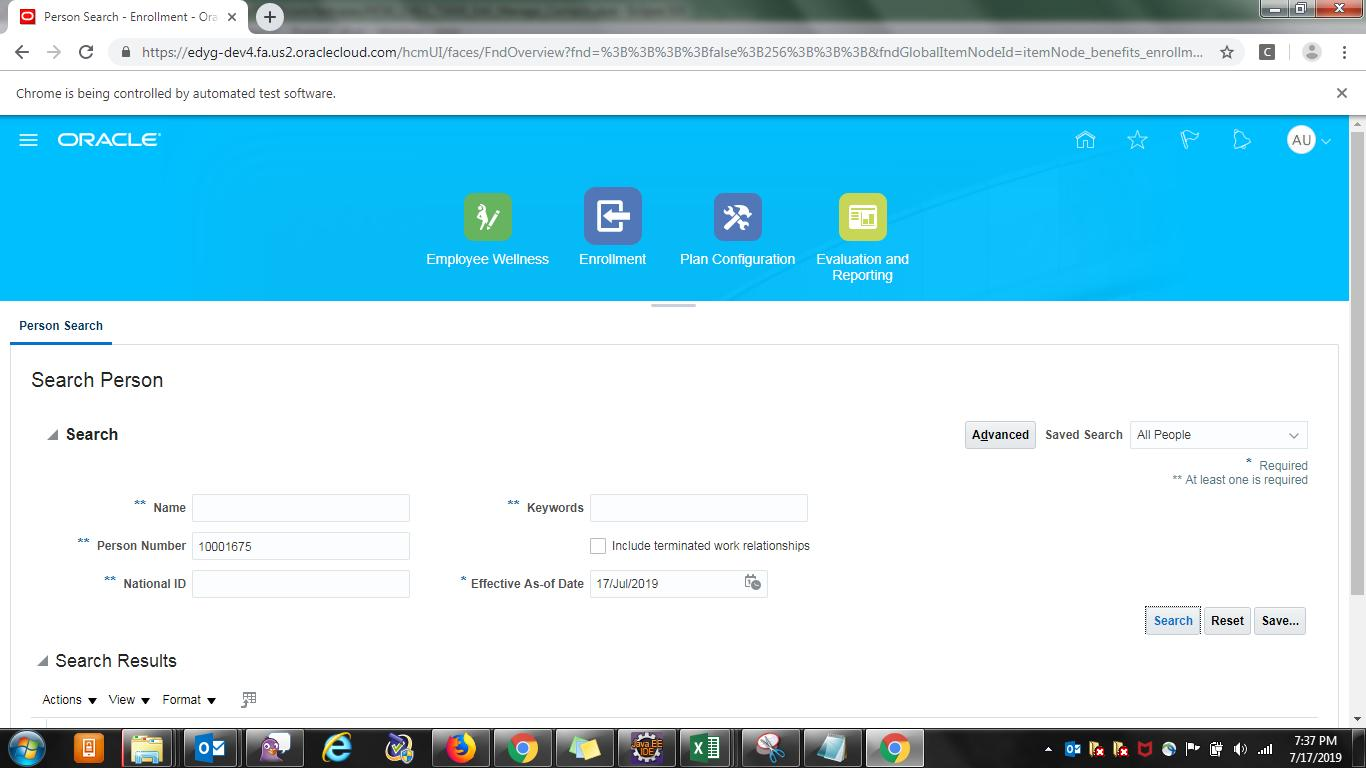 Person Search - Enrollment - Ora
https://edyg-dev4.fa.us2.oraclecloud.com/hcmUI/faces/FndOverview?fnd=%3B%3B%3B%3Bfalse%3B256%3B%3B%3B&fndGlobalItemNodeId=itemNode_benefits_enrollm...
C
Chrome is being controlled by automated test software.
ORACLE
AU
Employee Wellness
Enrollment
Plan Configuration
Evaluation and
Reporting
Person Search
Search Person
Search
Advanced
Saved Search
All People
* Required
** At least one is required
** Name
** Keywords
** Person Number 10001675
Include terminated work relationships
** National ID
* Effective As-of Date 17/Jul/2019
Search
Reset
Save...
Search Results
Actions
View
Format
Java EE
IDE
7:37 PM
7/17/2019